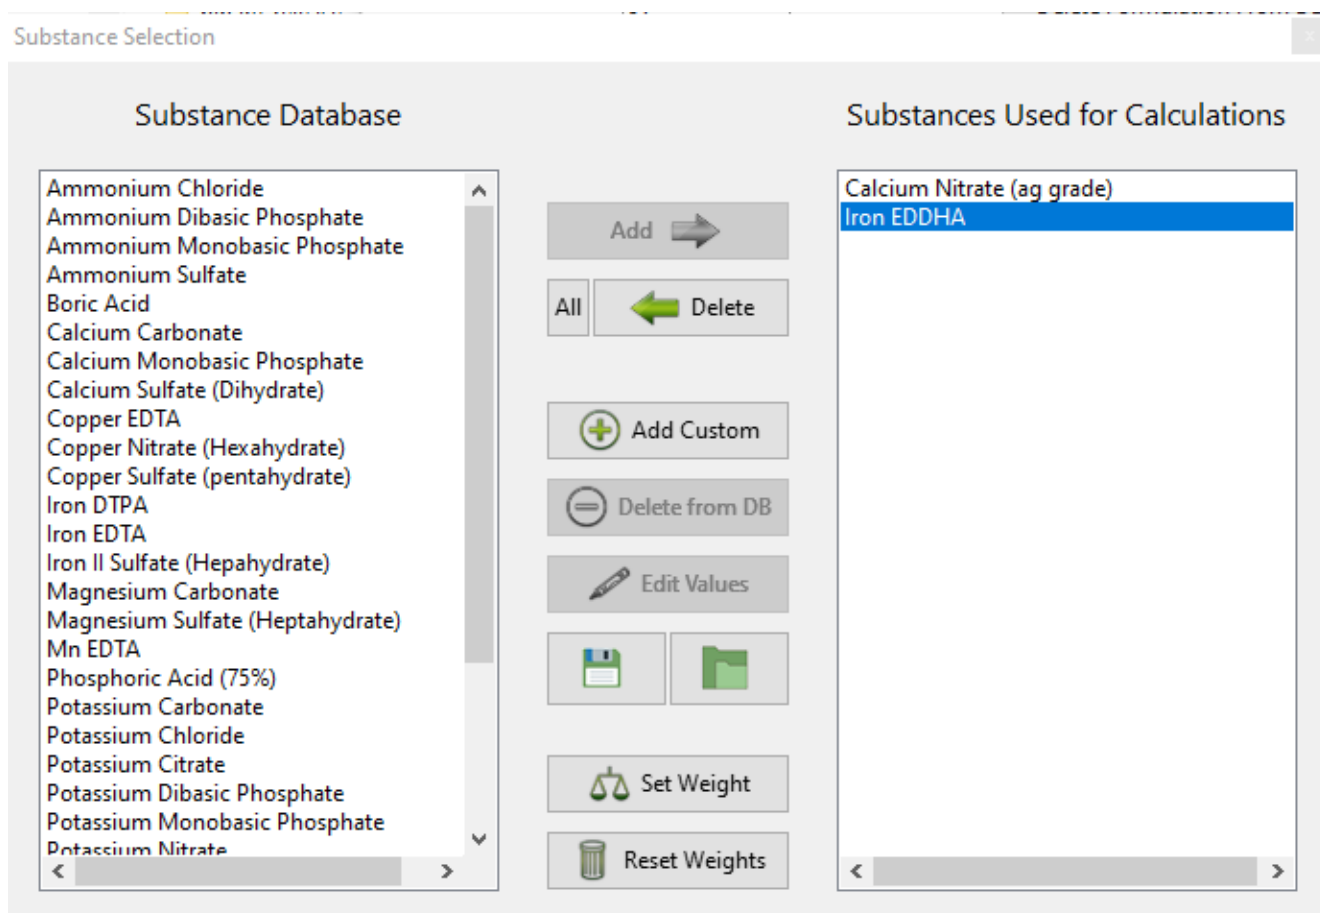 Substance Selection
Substance Database
Substances Used for Calculations
Ammonium Chloride
Ammonium Dibasic Phosphate
Ammonium Monobasic Phosphate
Ammonium Sulfate
Boric Acid
Calcium Carbonate
Calcium Monobasic Phosphate
Calcium Sulfate (Dihydrate)
Copper EDTA
Copper Nitrate (Hexahydrate)
Copper Sulfate (pentahydrate)
Iron DTPA
Iron EDTA
Iron II Sulfate (Hepahydrate)
Magnesium Carbonate
Magnesium Sulfate (Heptahydrate)
Mn EDTA
Phosphoric Acid (75%)
Potassium Carbonate
Potassium Chloride
Potassium Citrate
Potassium Dibasic Phosphate
Potassium Monobasic Phosphate
Potassium Nitrate
Add
All
Delete
Add Custom
Delete from DB
Edit Values
Set Weight
Reset Weights
Calcium Nitrate (ag grade)
Iron EDDHA